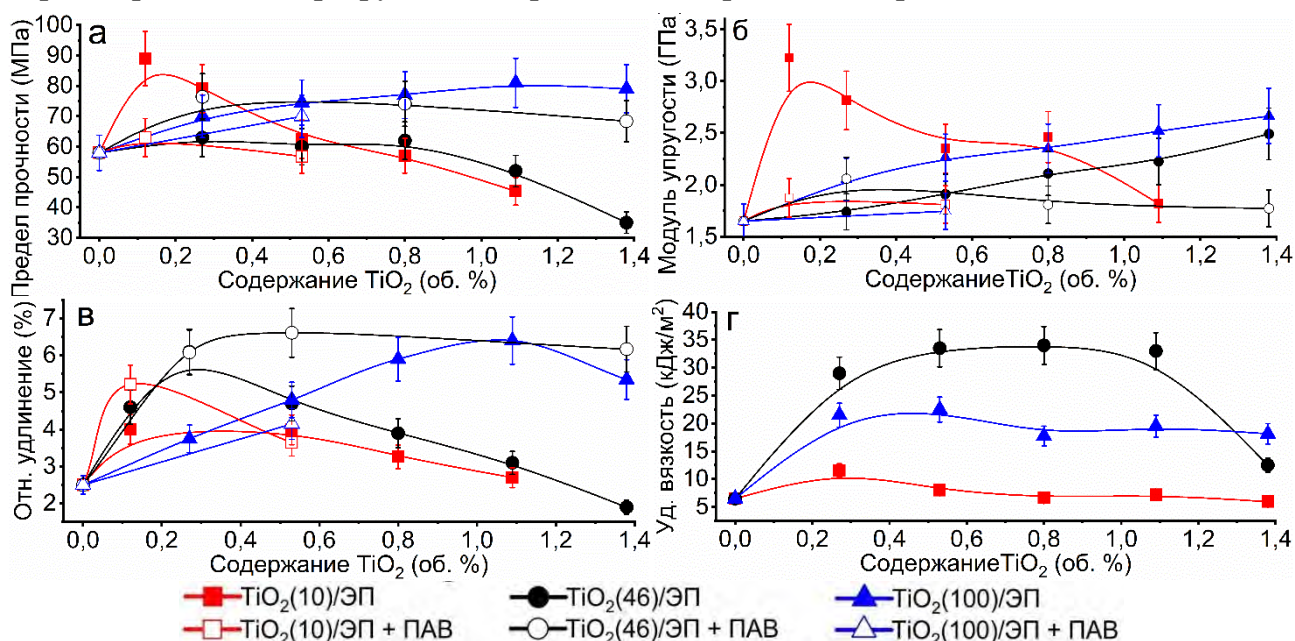 а
Предел прочности (МПа)
100
90
80
70
60
50
40
30
0,0 0,2 0,4 0,6 0,8 1,0 1,2 1,4
Содержание TiO2 (об. %)
б
Модуль упругости (ГПа)
3,5
3,0
2,5
2,0
1,5
0,0 0,2 0,4 0,6 0,8 1,0 1,2 1,4
СодержаниеTiO2 (об. %)
в
Отн. удлинение (%)
7
6
5
4
3
2
0,0 0,2 0,4 0,6 0,8 1,0 1,2 1,4
Содержание TiO2 (об. %)
г
Уд. вязкость (кДж/м2)
40
35
30
25
20
15
10
5
0,0 0,2 0,4 0,6 0,8 1,0 1,2 1,4
СодержаниеTiO2 (об. %)
TiO2(10)/ЭП TiO2(46)/ЭП TiO2(100)/ЭП
TiO2(10)/ЭП + ПАВ TiO2(46)/ЭП + ПАВ TiO2(100)/ЭП + ПАВ